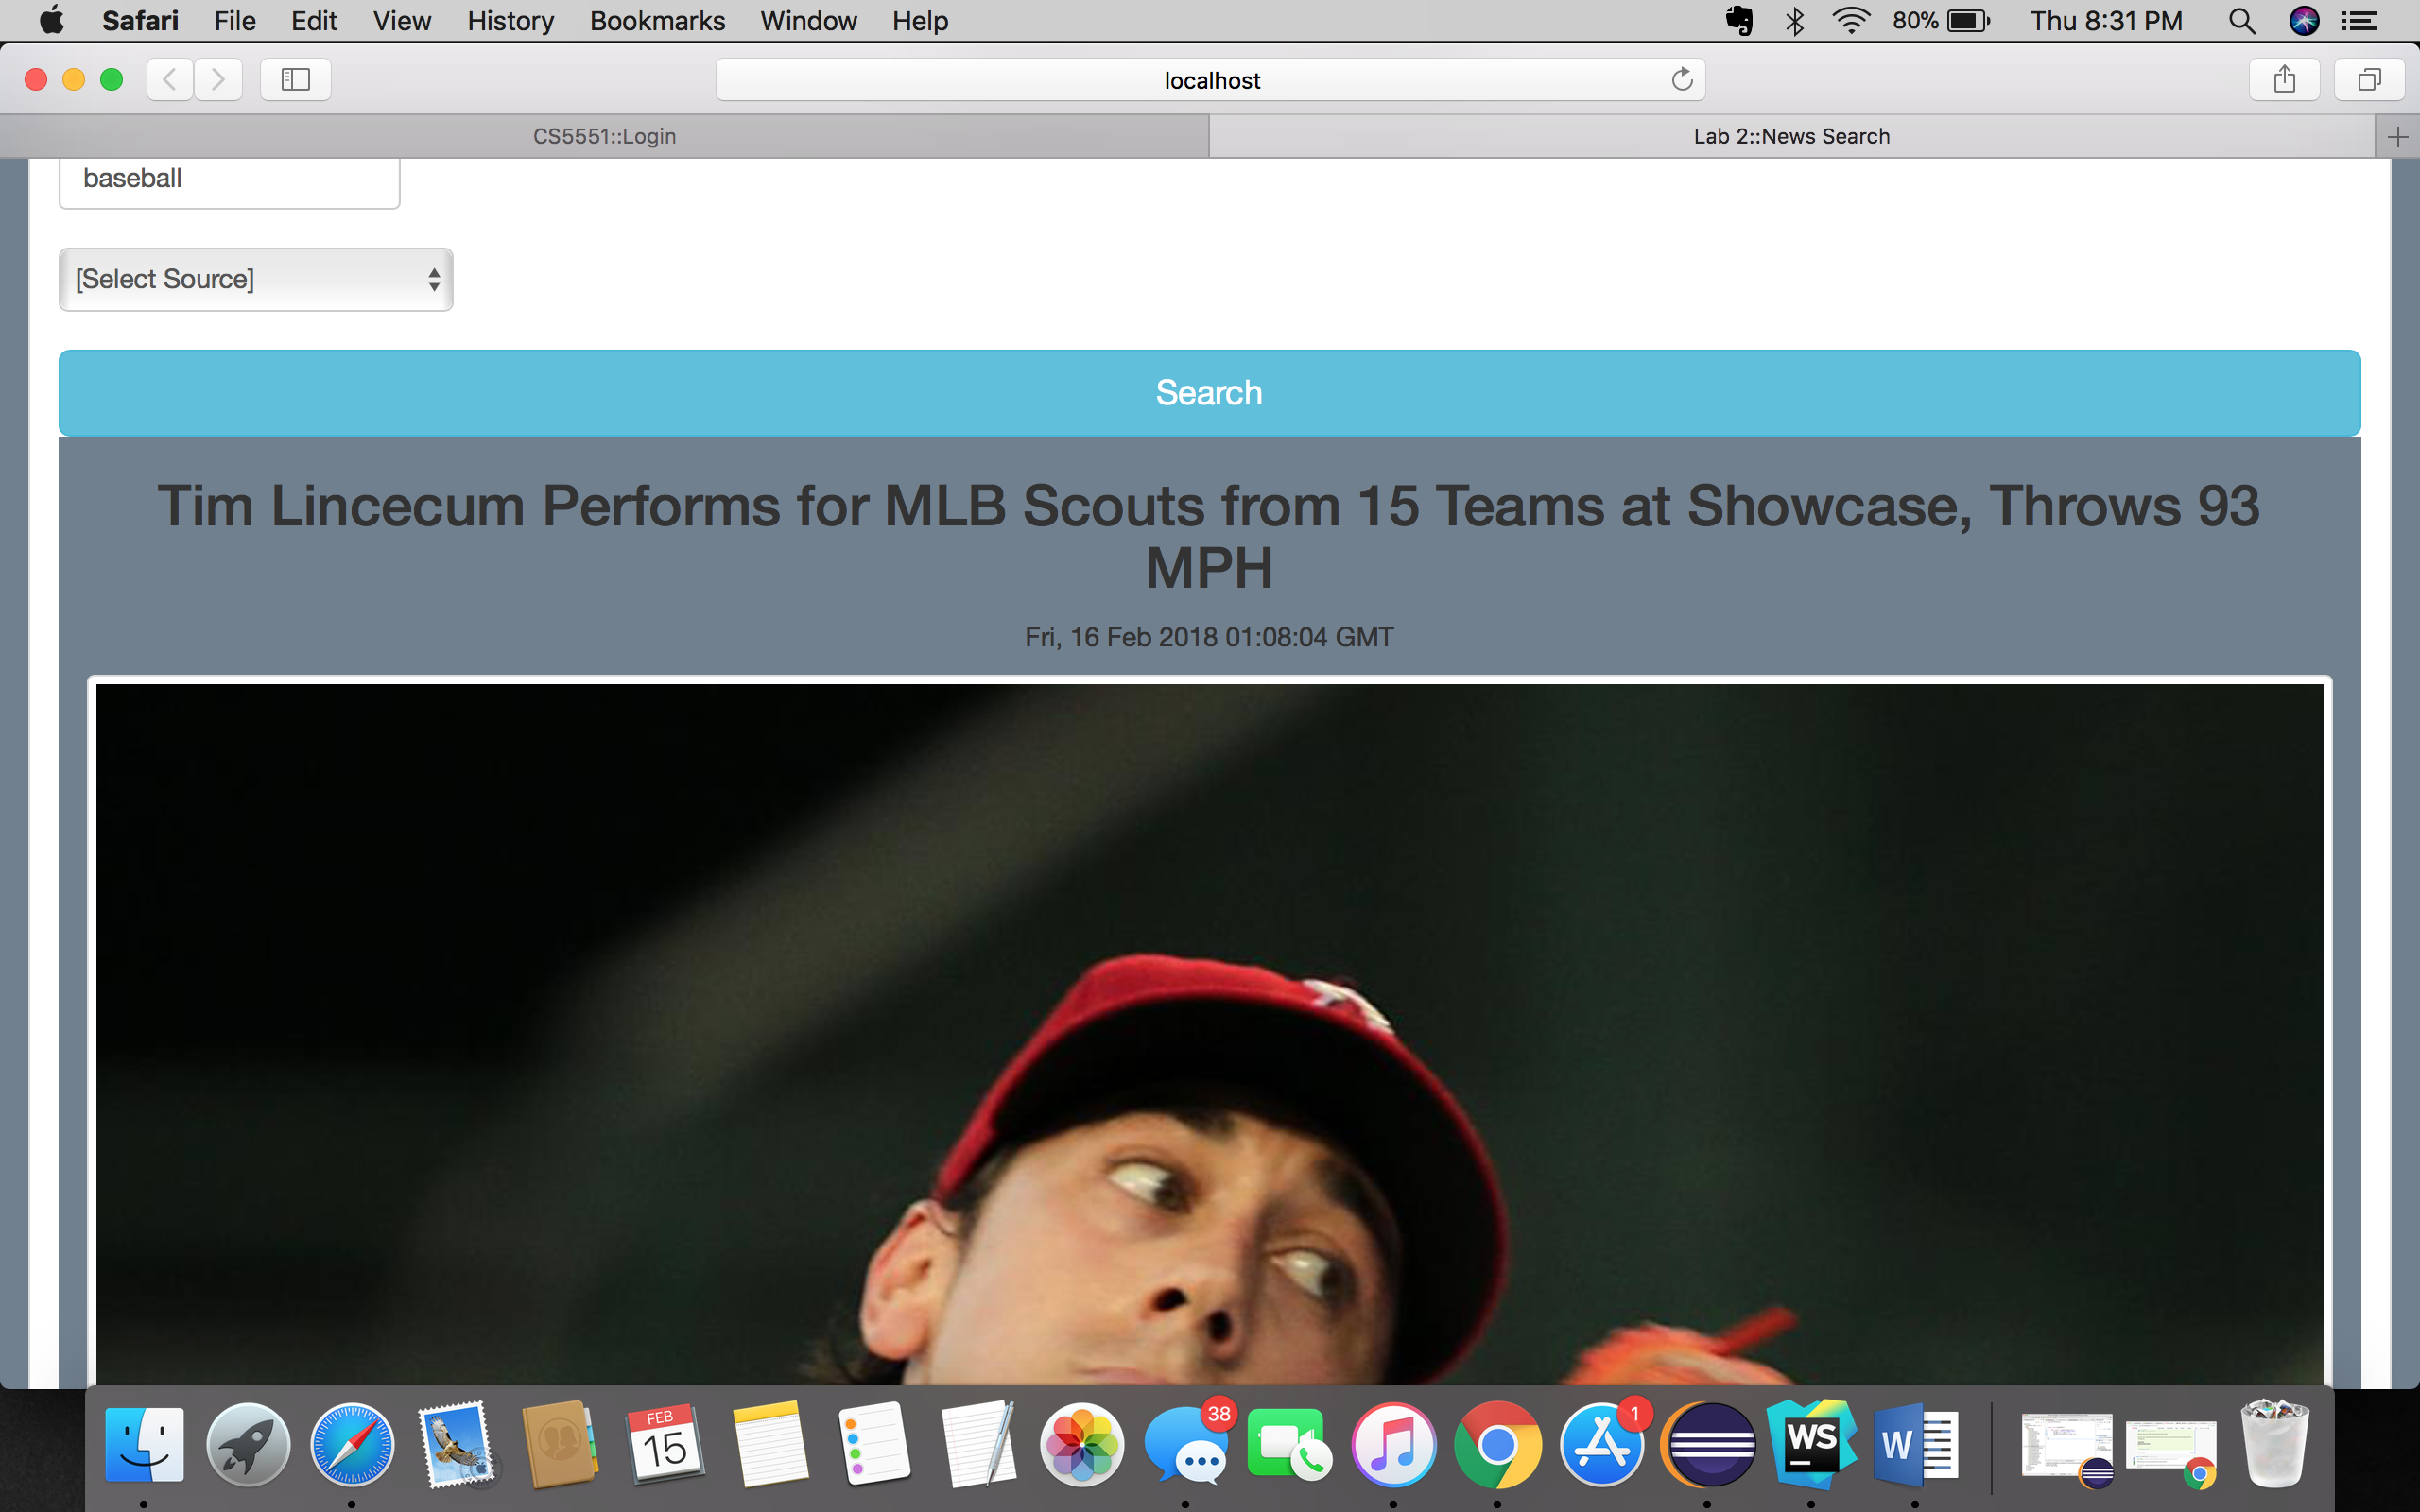 Safari File Edit View History Bookmarks Window Help 80% Thu 8:31 PM
localhost
CS5551::Login Lab 2::News Search
baseball
[Select Source]
Search
Tim Lincecum Performs for MLB Scouts from 15 Teams at Showcase, Throws 93
MPH
Fri, 16 Feb 2018 01:08:04 GMT
FEB
15
38
1
WS
W